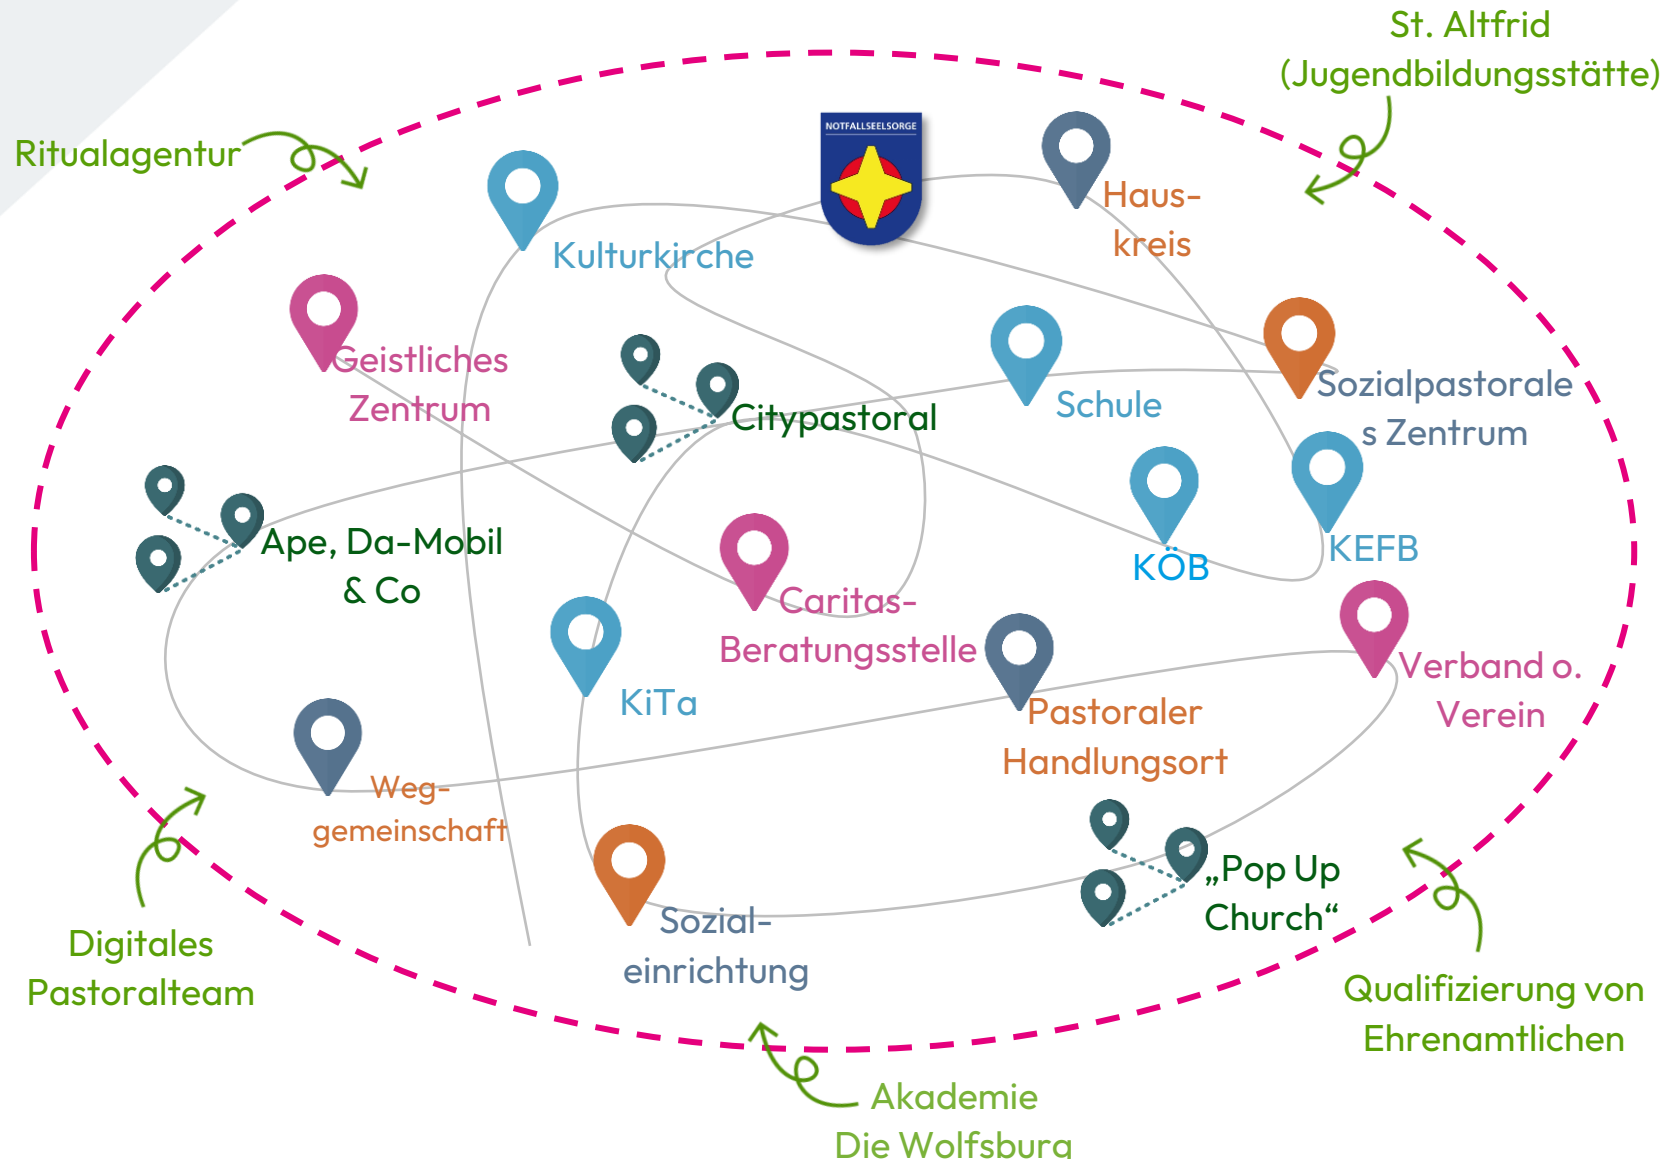 St. Altfrid
(Jugendbildungsstätte)
Ritualagentur
NOTFALLSEELSORGE
Haus-
kreis
Kulturkirche
Geistliches
Zentrum
Citypastoral
Schule
Sozialpastorale
s Zentrum
Ape, Da-Mobil
& Co
KÖB
KEFB
Caritas-
Beratungsstelle
KiTa
Pastoraler
Handlungsort
Verband o.
Verein
Weg-
gemeinschaft
„Pop Up
Church“
Sozial-
einrichtung
Digitales
Pastoralteam
Qualifizierung von
Ehrenamtlichen
Akademie
Die Wolfsburg